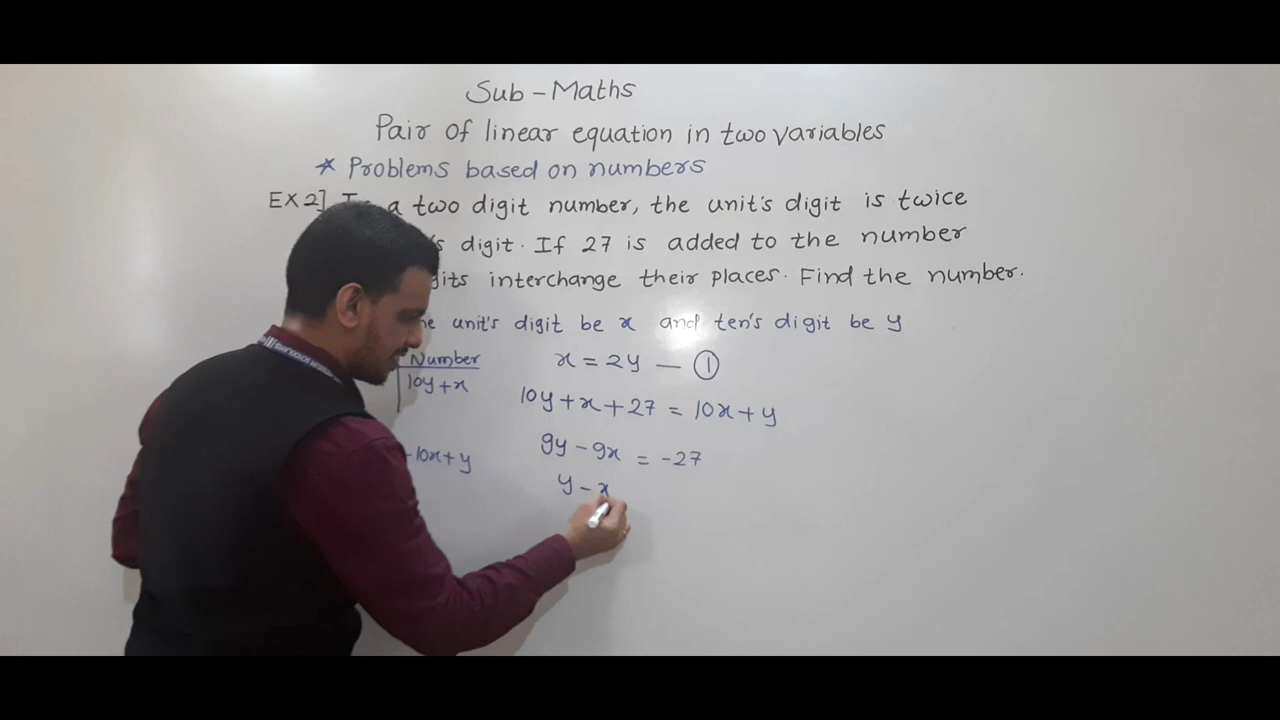 Sub - Maths
Pair of linear equation in two variables
* Problems based on numbers
EX 2] a two digit number, the unit's digit is twice
digit. If 27 is added to the number
interchange their places. Find the number.
unit's digit be x and ten's digit be y
Number x = 2y — ①
10y+x 10y+x+27 = 10x+y
9y - 9x = -27
10x+y
y - x